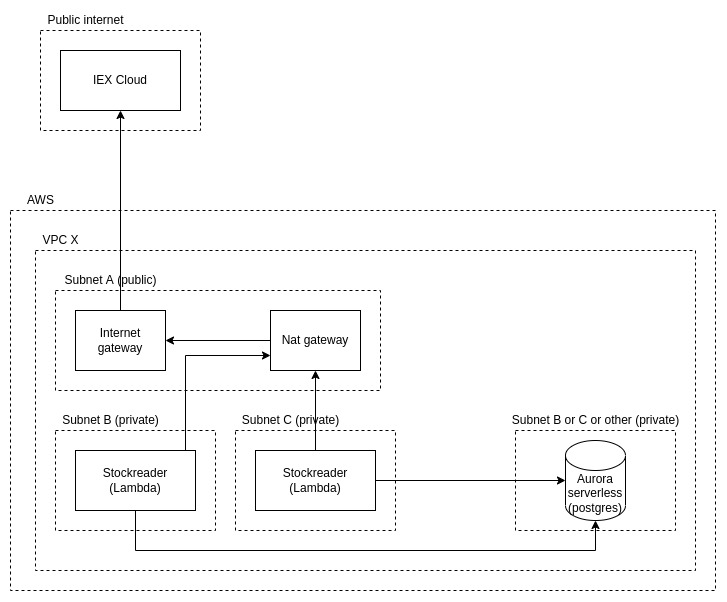 Public internet
IEX Cloud
AWS
VPC X
Subnet A (public)
Internet
gateway
Nat gateway
Subnet B (private)
Subnet C (private)
Subnet B or C or other (private)
Stockreader
(Lambda)
Stockreader
(Lambda)
Aurora
serverless
(postgres)